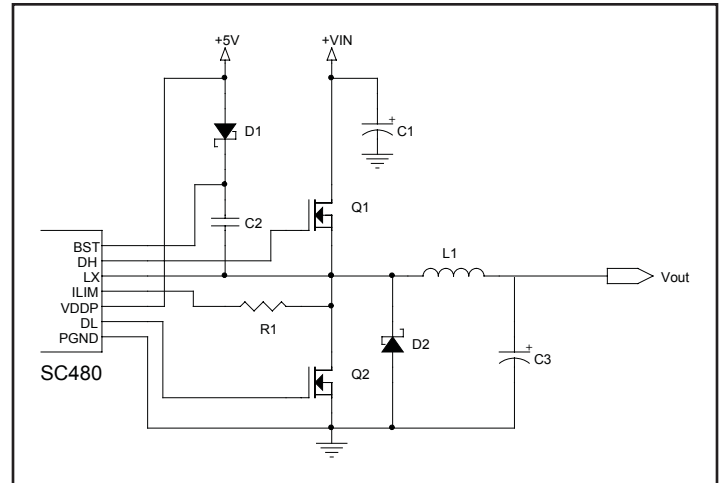 +5V
+VIN
D1
+
C1
C2
Q1
BST
DH
LX
ILIM
VDDP
DL
PGND
SC480
R1
L1
Vout
D2
+
C3
Q2